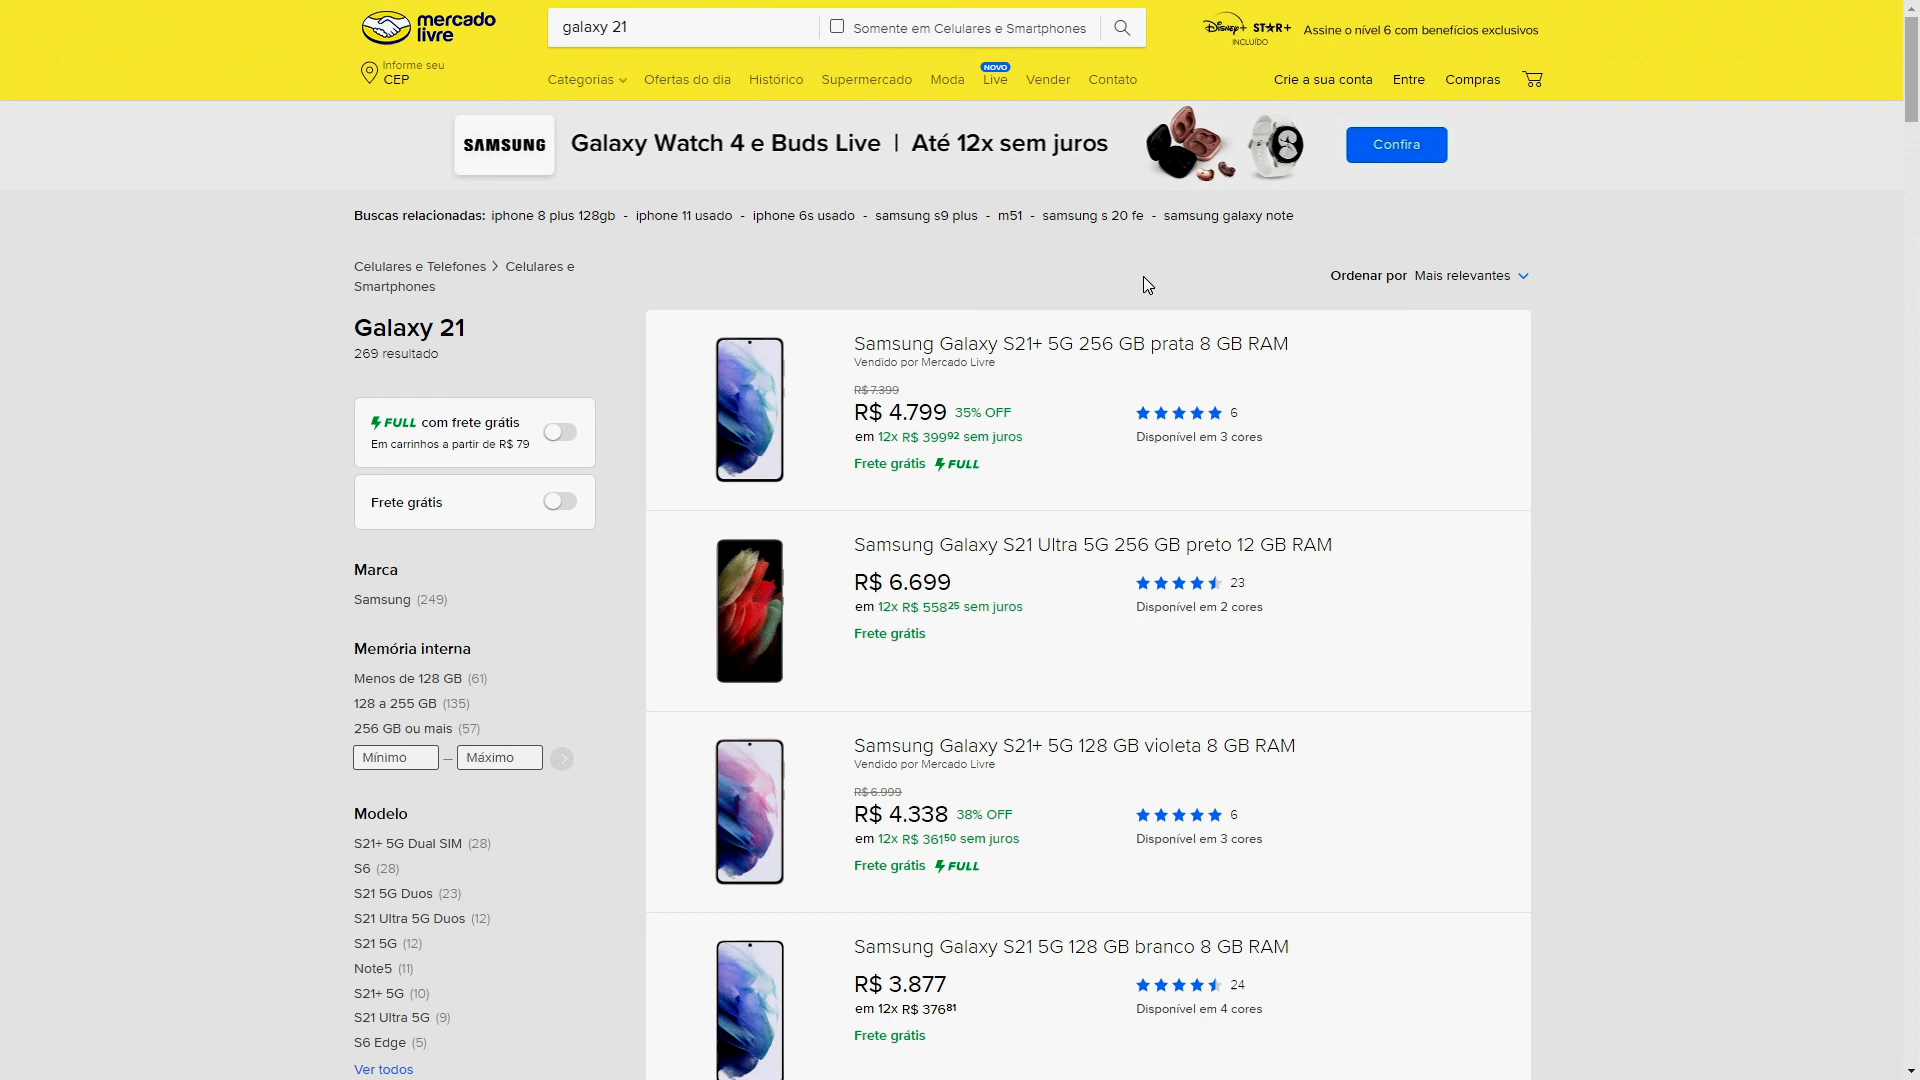 mercado
livre
galaxy 21
Somente em Celulares e Smartphones
Disney+ STAR+
INCLUÍDO
Assine o nível 6 com benefícios exclusivos
Informe seu
CEP
Categorias
Ofertas do dia
Histórico
Supermercado
Moda
NOVO
Live
Vender
Contato
Crie a sua conta
Entre
Compras
SAMSUNG
Galaxy Watch 4 e Buds Live | Até 12x sem juros
Confira
Buscas relacionadas: iphone 8 plus 128gb - iphone 11 usado - iphone 6s usado - samsung s9 plus - m51 - samsung s 20 fe - samsung galaxy note
Celulares e Telefones > Celulares e
Smartphones
Ordenar por Mais relevantes
Galaxy 21
269 resultado
FULL com frete grátis
Em carrinhos a partir de R$ 79
Frete grátis
Marca
Samsung (249)
Memória interna
Menos de 128 GB (61)
128 a 255 GB (135)
256 GB ou mais (57)
Mínimo — Máximo
Modelo
S21+ 5G Dual SIM (28)
S6 (28)
S21 5G Duos (23)
S21 Ultra 5G Duos (12)
S21 5G (12)
Note5 (11)
S21+ 5G (10)
S21 Ultra 5G (9)
S6 Edge (5)
Ver todos
Samsung Galaxy S21+ 5G 256 GB prata 8 GB RAM
Vendido por Mercado Livre
R$ 7.399
R$ 4.799 35% OFF
6
em 12x R$ 399 92 sem juros
Disponível em 3 cores
Frete grátis FULL
Samsung Galaxy S21 Ultra 5G 256 GB preto 12 GB RAM
R$ 6.699
23
em 12x R$ 558 25 sem juros
Disponível em 2 cores
Frete grátis
Samsung Galaxy S21+ 5G 128 GB violeta 8 GB RAM
Vendido por Mercado Livre
R$ 6.999
R$ 4.338 38% OFF
6
em 12x R$ 361 50 sem juros
Disponível em 3 cores
Frete grátis FULL
Samsung Galaxy S21 5G 128 GB branco 8 GB RAM
R$ 3.877
24
em 12x R$ 376 81
Disponível em 4 cores
Frete grátis